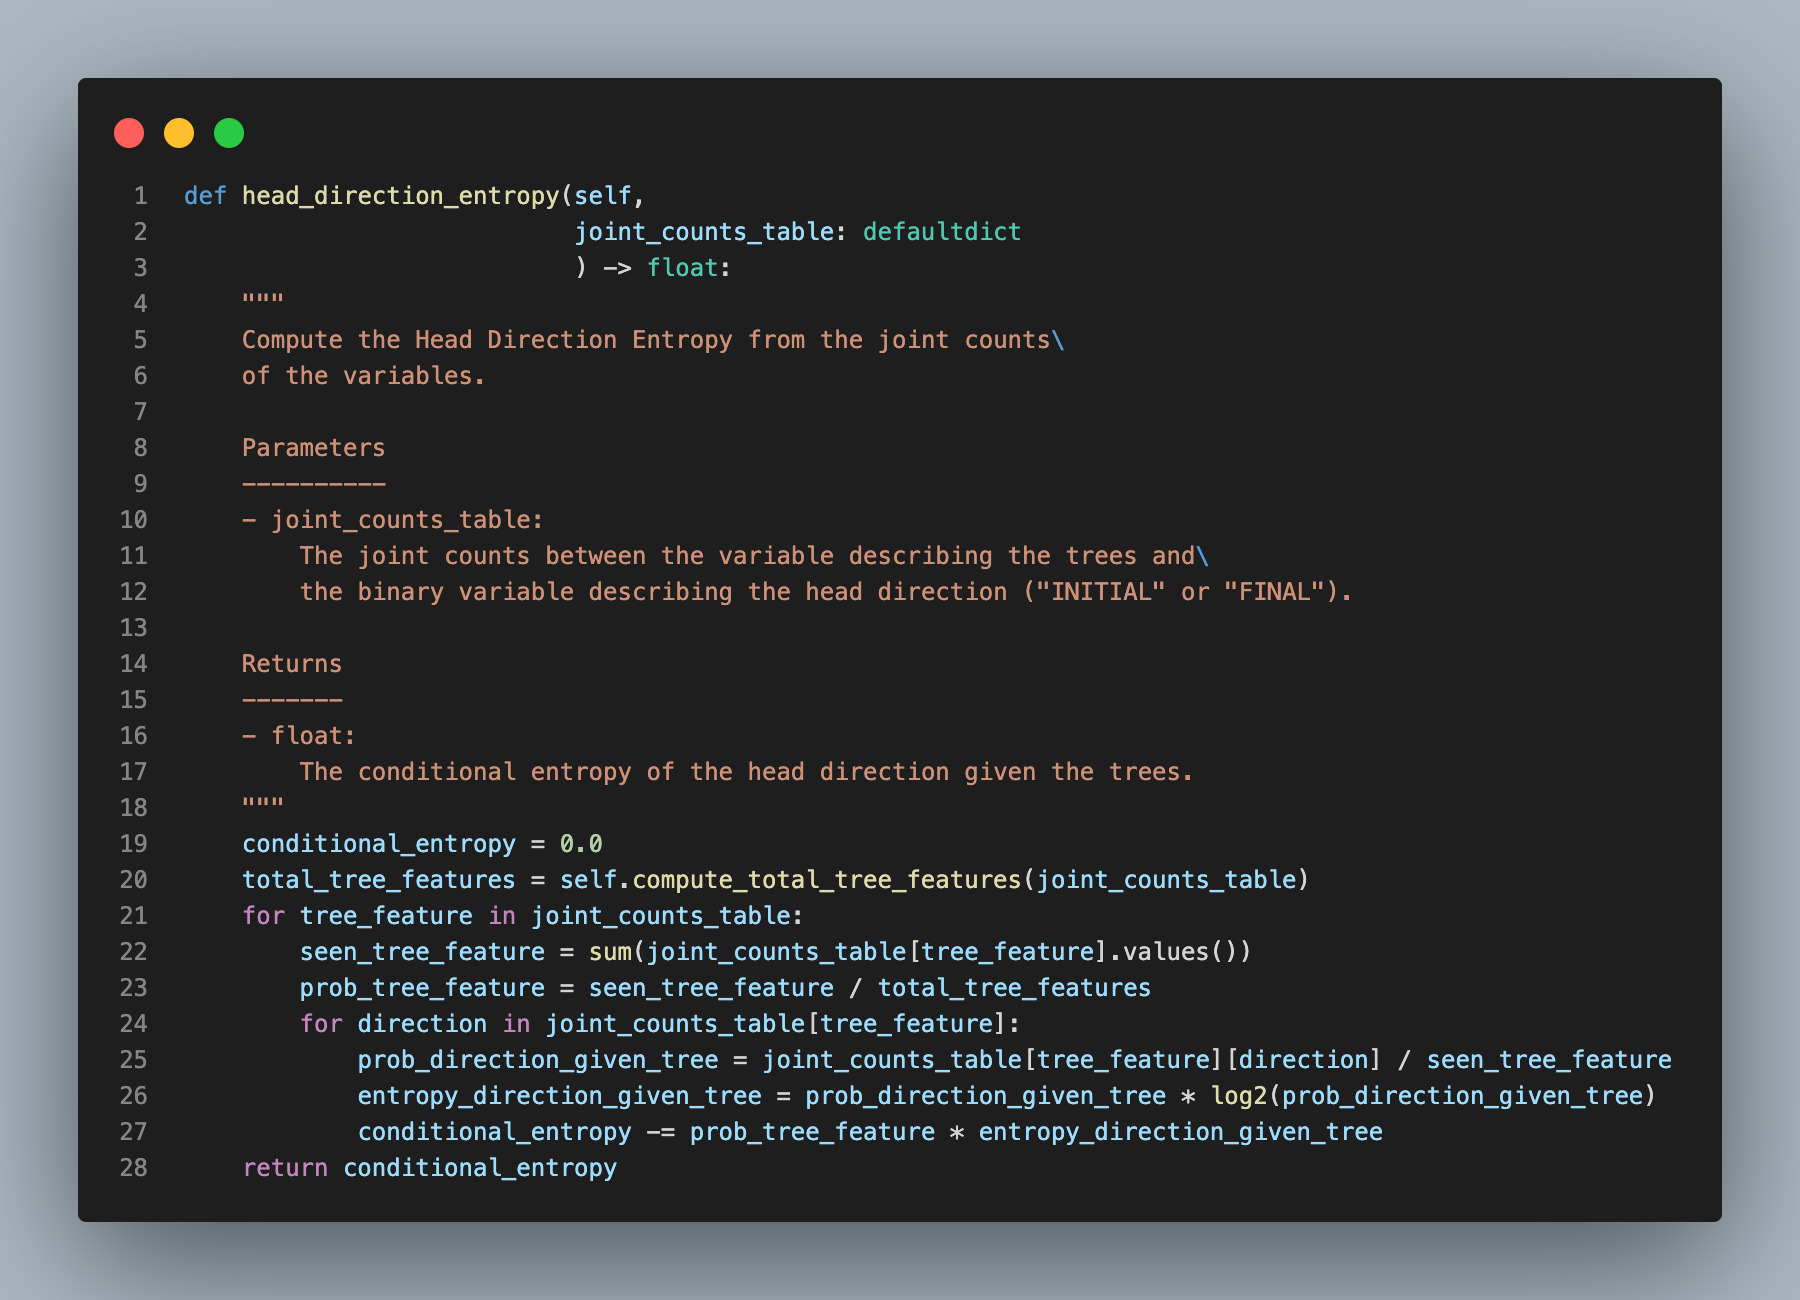 1 def head_direction_entropy(self,
2                            joint_counts_table: defaultdict
3                            ) -> float:
4     """
5     Compute the Head Direction Entropy from the joint counts\
6     of the variables.
7
8     Parameters
9     ----------
10     - joint_counts_table:
11         The joint counts between the variable describing the trees and\
12         the binary variable describing the head direction ("INITIAL" or "FINAL").
13
14     Returns
15     -------
16     - float:
17         The conditional entropy of the head direction given the trees.
18     """
19     conditional_entropy = 0.0
20     total_tree_features = self.compute_total_tree_features(joint_counts_table)
21     for tree_feature in joint_counts_table:
22         seen_tree_feature = sum(joint_counts_table[tree_feature].values())
23         prob_tree_feature = seen_tree_feature / total_tree_features
24         for direction in joint_counts_table[tree_feature]:
25             prob_direction_given_tree = joint_counts_table[tree_feature][direction] / seen_tree_feature
26             entropy_direction_given_tree = prob_direction_given_tree * log2(prob_direction_given_tree)
27             conditional_entropy -= prob_tree_feature * entropy_direction_given_tree
28     return conditional_entropy